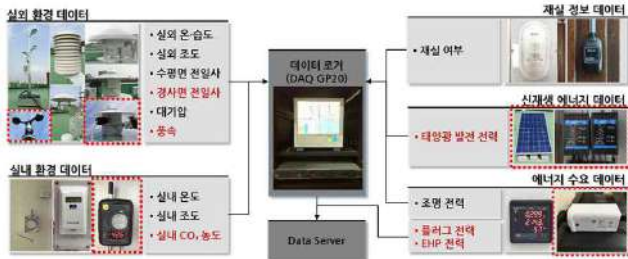 실외 환경 데이터
• 실외 온·습도
• 실외 조도
• 수평면 전일사
• 경사면 전일사
• 대기압
• 풍속
실내 환경 데이터
• 실내 온도
• 실내 조도
• 실내 CO₂ 농도
데이터 로거
(DAQ GP20)
Data Server
재실 정보 데이터
• 재실 여부
신재생 에너지 데이터
• 태양광 발전 전력
에너지 수요 데이터
• 조명 전력
• 플러그 전력
• EHP 전력